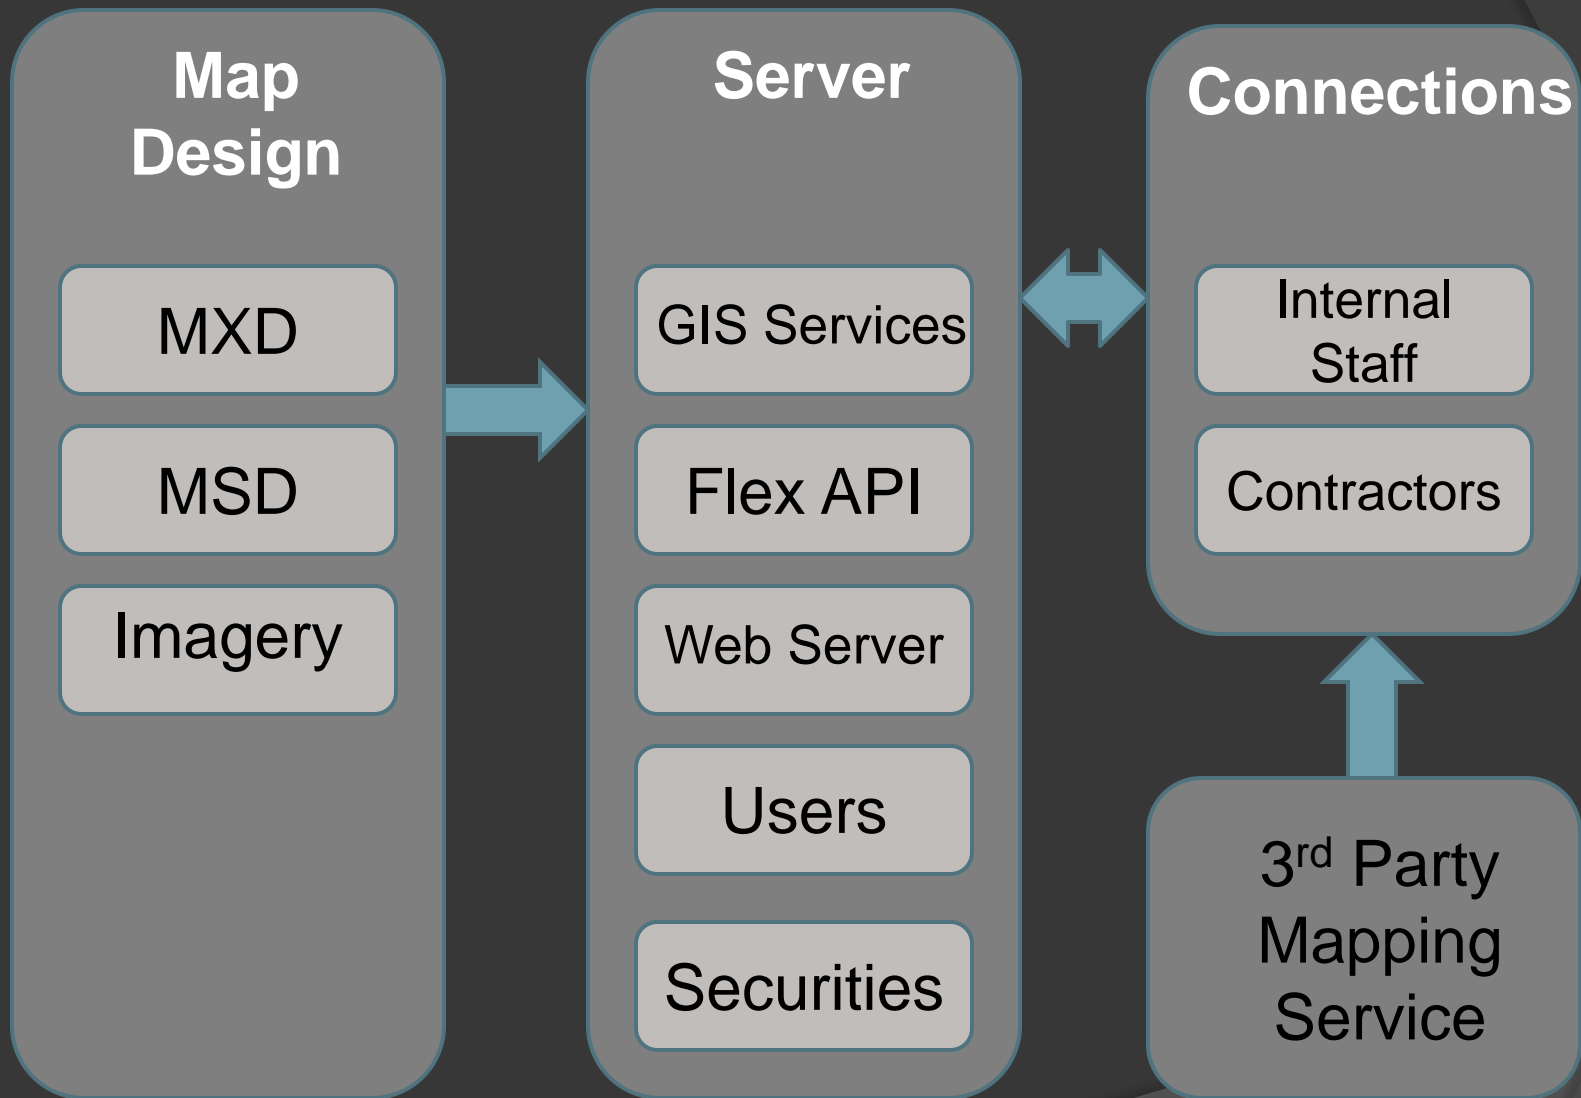 Map
Design
MXD
MSD
Imagery
Server
GIS Services
Flex API
Web Server
Users
Securities
Connections
Internal
Staff
Contractors
3rd Party
Mapping
Service